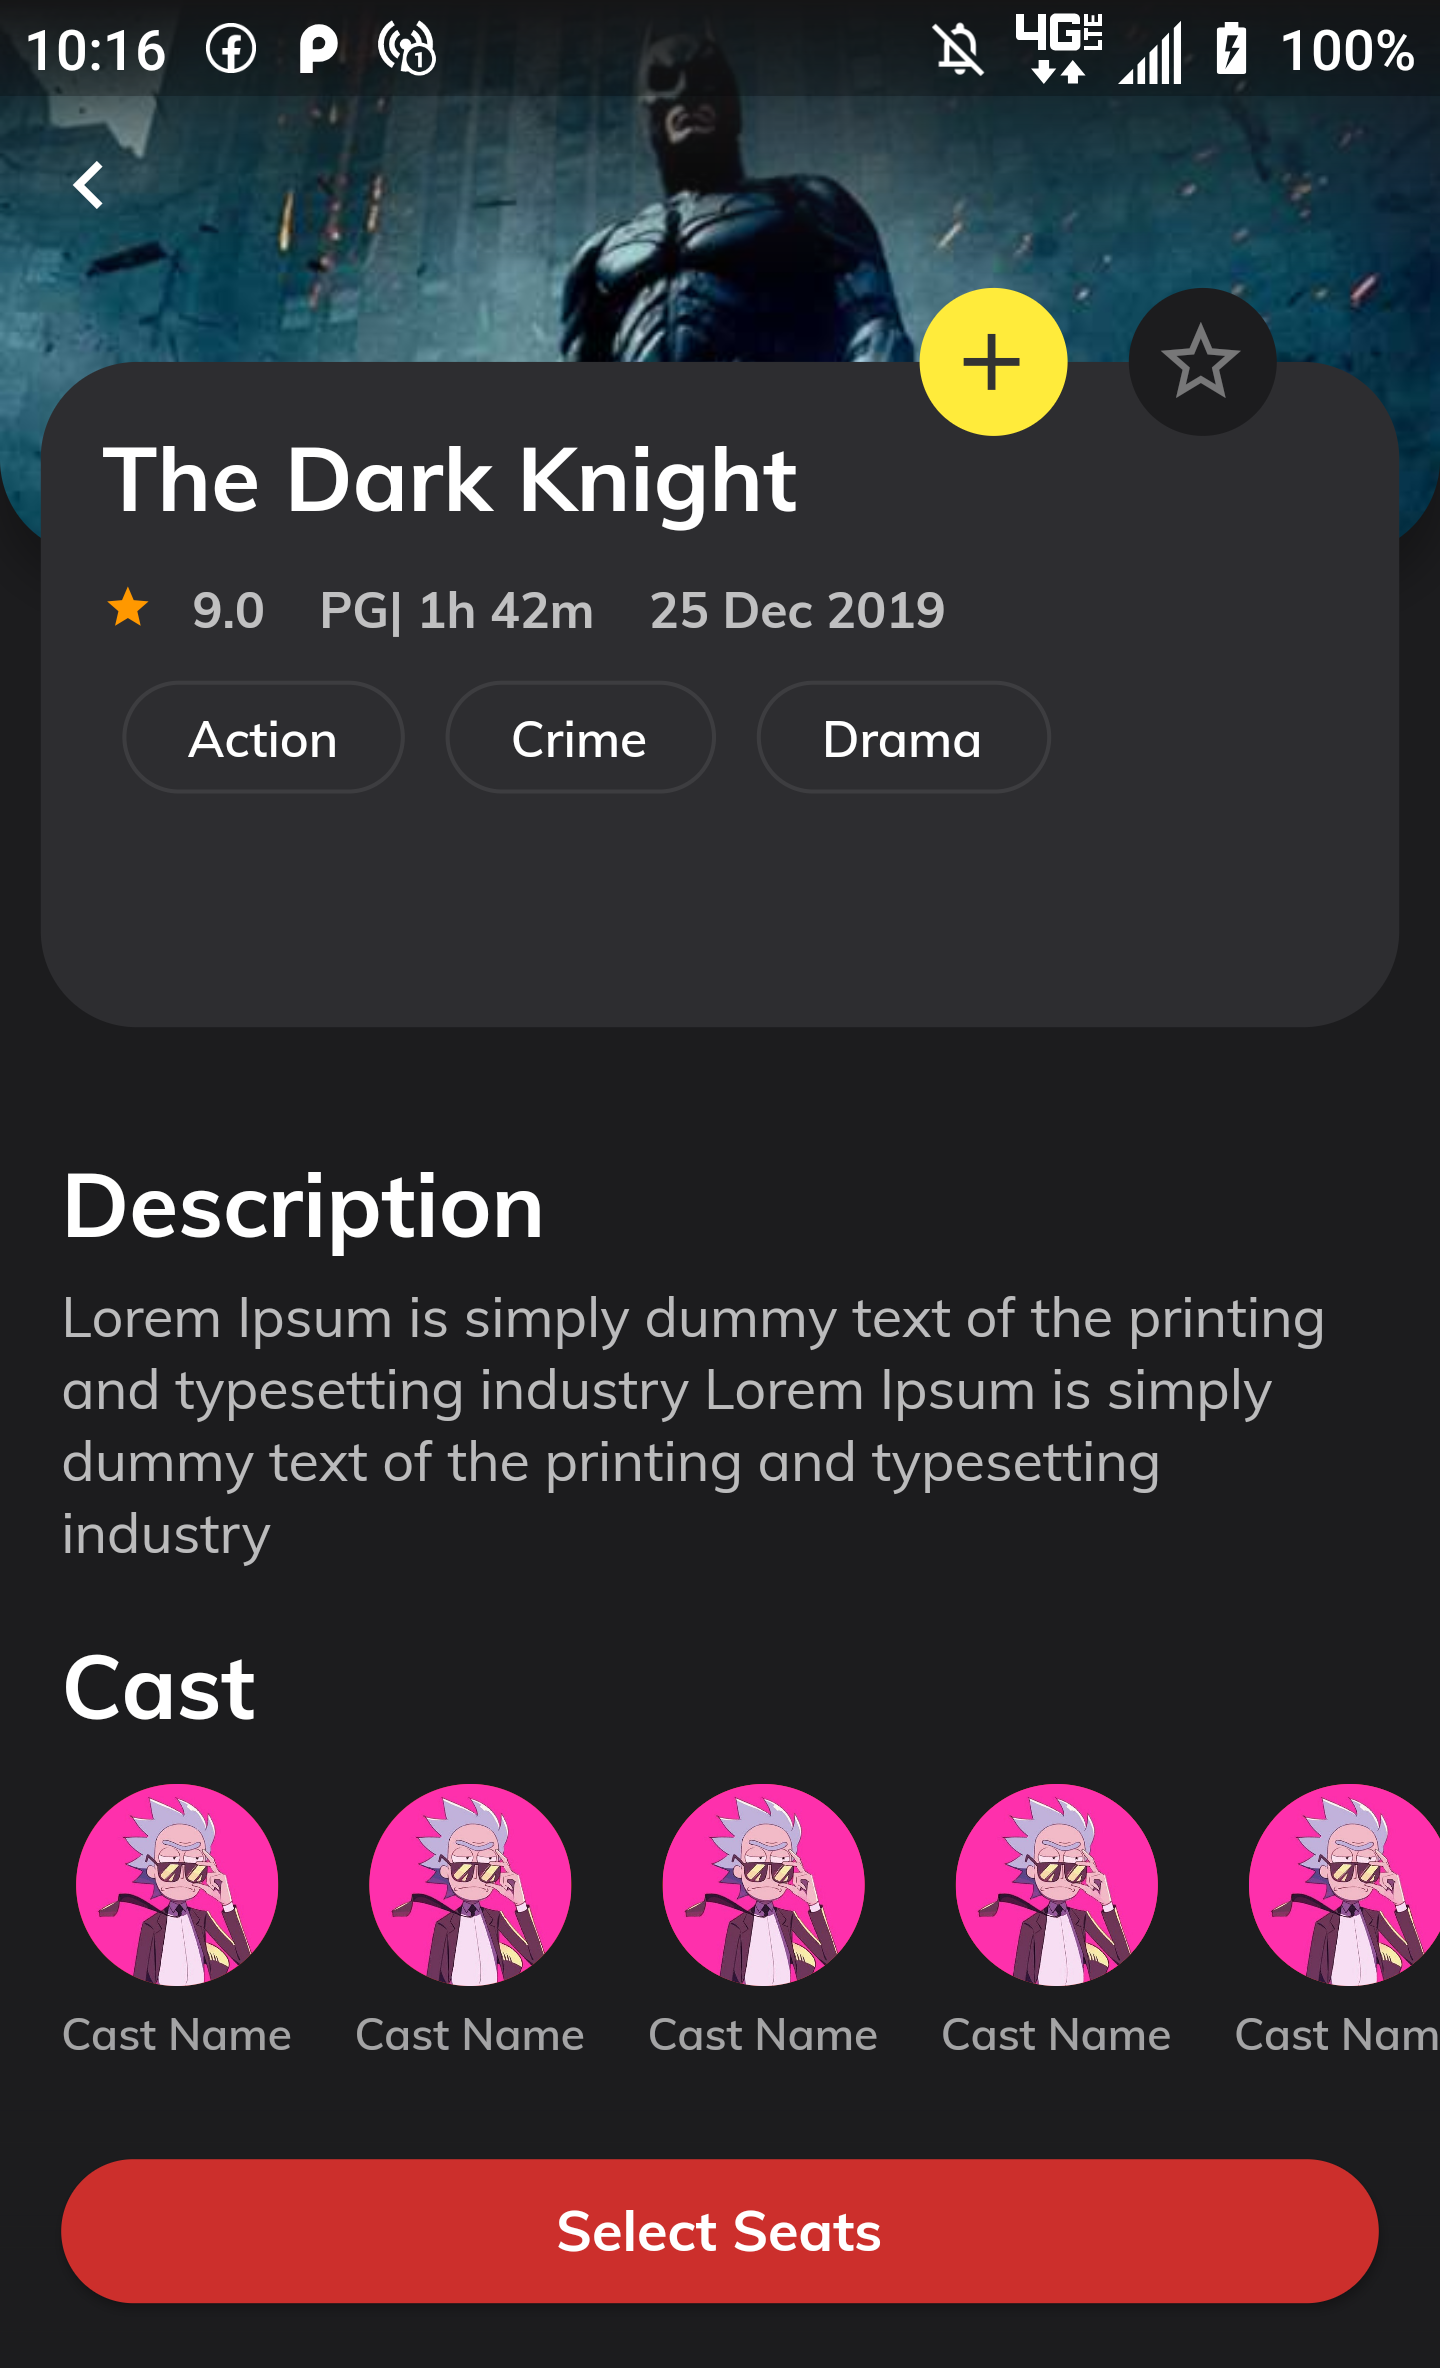 10:16 1 4G LTE 100%
The Dark Knight
9.0 PG| 1h 42m 25 Dec 2019
Action Crime Drama
Description
Lorem Ipsum is simply dummy text of the printing
and typesetting industry Lorem Ipsum is simply
dummy text of the printing and typesetting
industry
Cast
Cast Name Cast Name Cast Name Cast Name Cast Nam
Select Seats